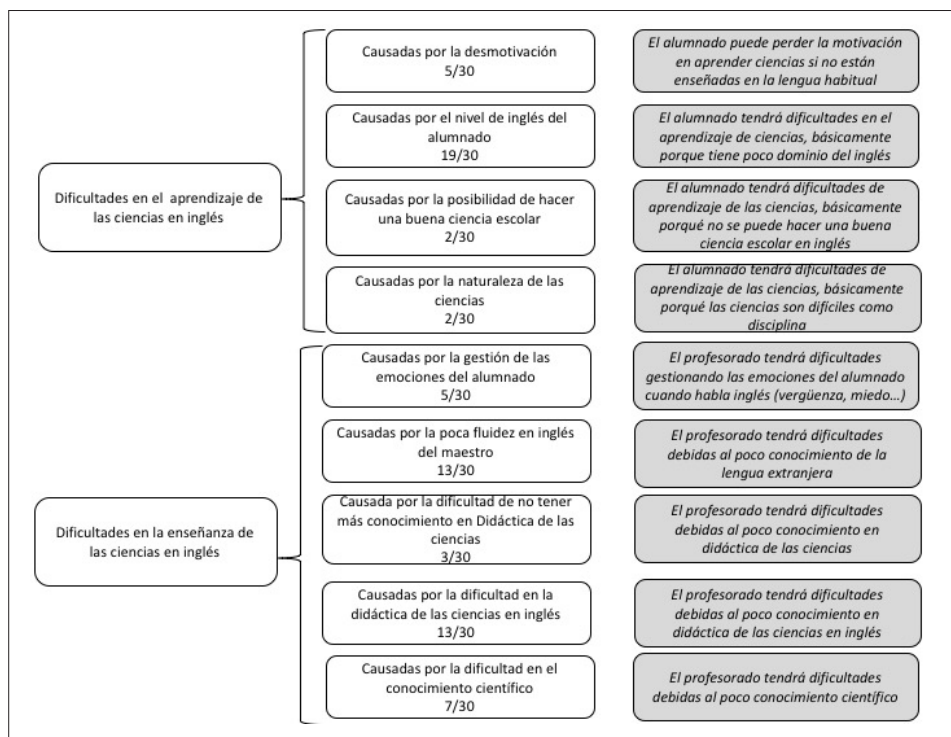 Dificultades en el aprendizaje de
las ciencias en inglés
Causadas por la desmotivación
5/30
El alumnado puede perder la motivación
en aprender ciencias si no están
enseñadas en la lengua habitual
Causadas por el nivel de inglés del
alumnado
19/30
El alumnado tendrá dificultades en el
aprendizaje de ciencias, básicamente
porque tiene poco dominio del inglés
Causadas por la posibilidad de hacer
una buena ciencia escolar
2/30
El alumnado tendrá dificultades de
aprendizaje de las ciencias, básicamente
porqué no se puede hacer una buena
ciencia escolar en inglés
Causadas por la naturaleza de las
ciencias
2/30
El alumnado tendrá dificultades de
aprendizaje de las ciencias, básicamente
porqué las ciencias son difíciles como
disciplina
Dificultades en la enseñanza de
las ciencias en inglés
Causadas por la gestión de las
emociones del alumnado
5/30
El profesorado tendrá dificultades
gestionando las emociones del alumnado
cuando habla inglés (vergüenza, miedo...)
Causadas por la poca fluidez en inglés
del maestro
13/30
El profesorado tendrá dificultades
debidas al poco conocimiento de la
lengua extranjera
Causada por la dificultad de no tener
más conocimiento en Didáctica de las
ciencias
3/30
El profesorado tendrá dificultades
debidas al poco conocimiento en
didáctica de las ciencias
Causadas por la dificultad en la
didáctica de las ciencias en inglés
13/30
El profesorado tendrá dificultades
debidas al poco conocimiento en
didáctica de las ciencias en inglés
Causadas por la dificultad en el
conocimiento científico
7/30
El profesorado tendrá dificultades
debidas al poco conocimiento científico